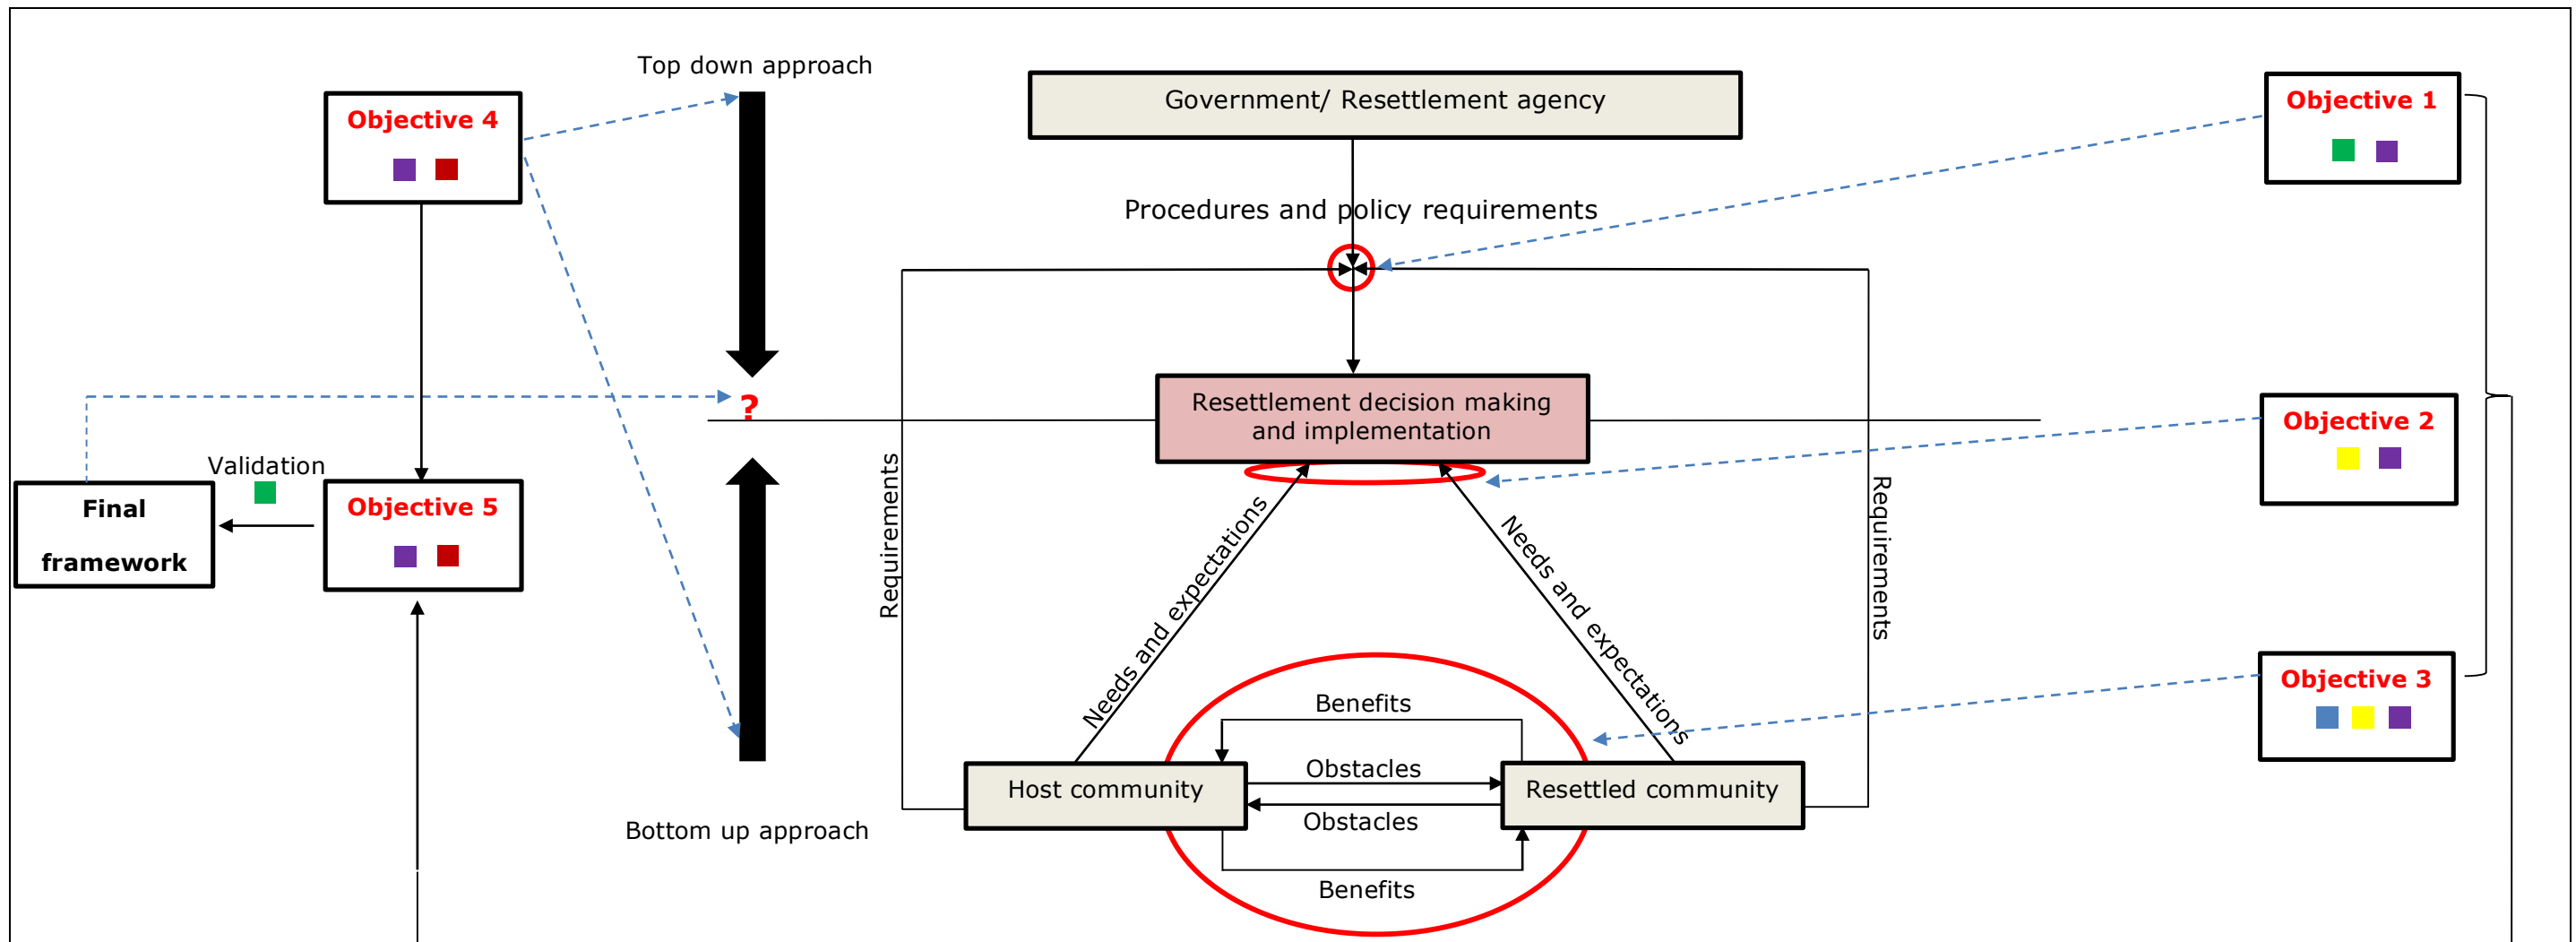 Top down approach
Government/ Resettlement agency
Objective 1
Objective 4
Procedures and policy requirements
?
Resettlement decision making
and implementation
Objective 2
Validation
Final
framework
Objective 5
Requirements
Needs and expectations
Needs and expectations
Requirements
Objective 3
Benefits
Obstacles
Host community
Resettled community
Obstacles
Bottom up approach
Benefits